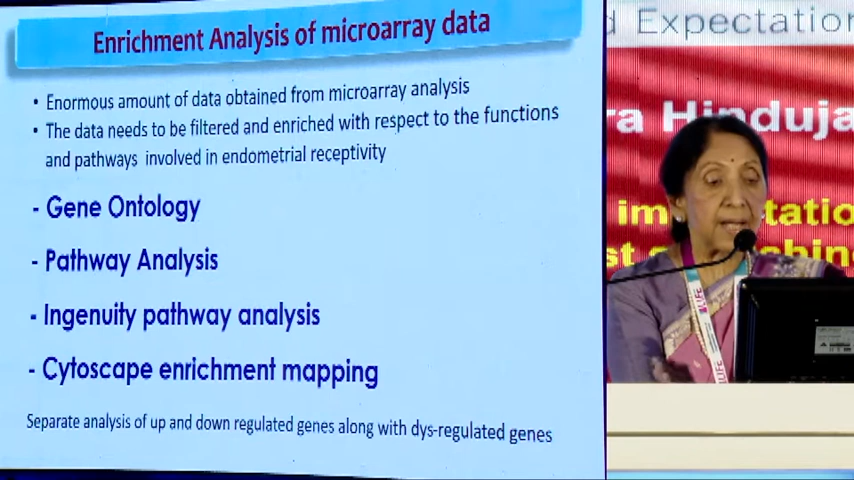 Enrichment Analysis of microarray data
• Enormous amount of data obtained from microarray analysis
• The data needs to be filtered and enriched with respect to the functions
and pathways involved in endometrial receptivity
- Gene Ontology
- Pathway Analysis
- Ingenuity pathway analysis
- Cytoscape enrichment mapping
Separate analysis of up and down regulated genes along with dys-regulated genes
d Expectation
ra Hinduja
im tatio
st
LIFE